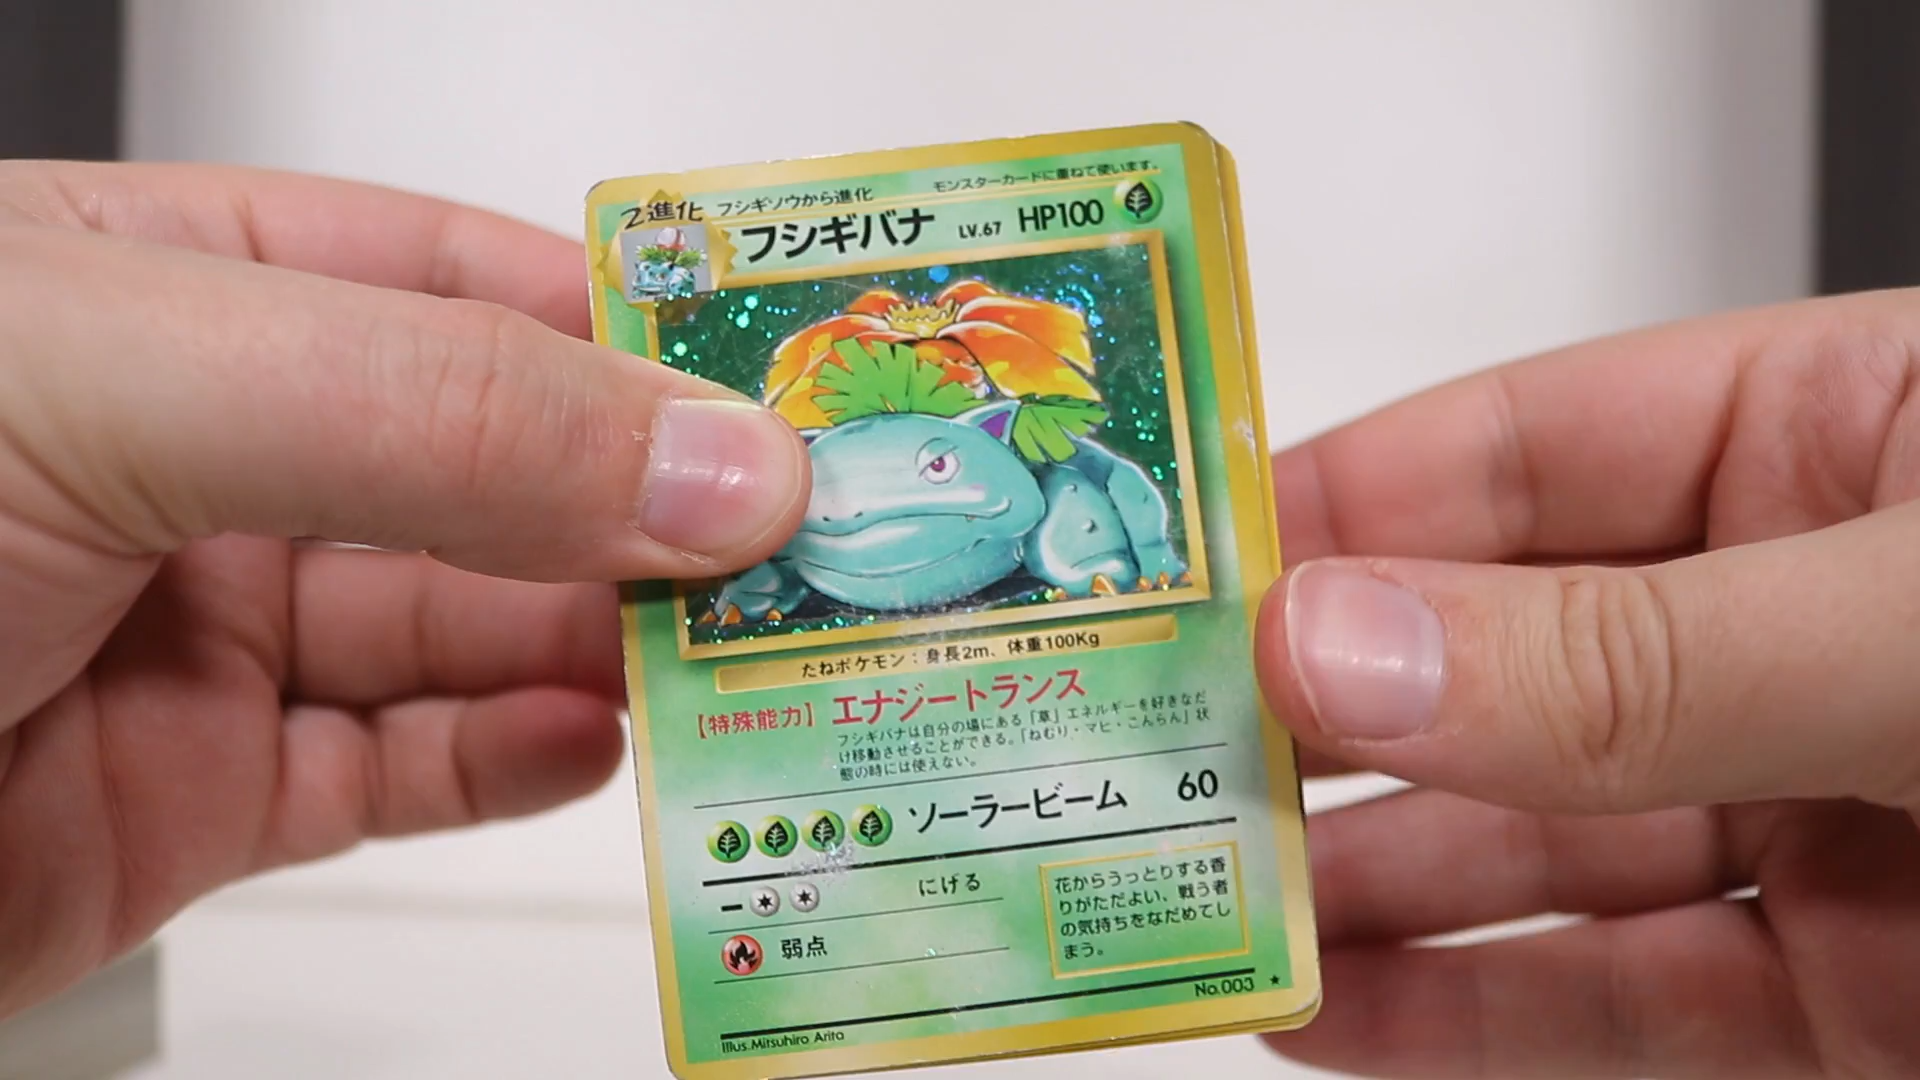 モンスターカードに重ねて使います。
2進化 フシギソウから進化
フシギバナ LV.67 HP100
たねポケモン：身長2m、体重100Kg
【特殊能力】 エナジートランス
フシギバナは自分の場にある「草」エネルギーを好きなだ
け移動させることができる。「ねむり・マヒ・こんらん」状
態の時には使えない。
ソーラービーム 60
にげる
弱点
花からうっとりする香
りがただよい、戦う者
の気持ちをなだめてし
まう。
No.003 ★
Illus.Mitsuhiro Arita